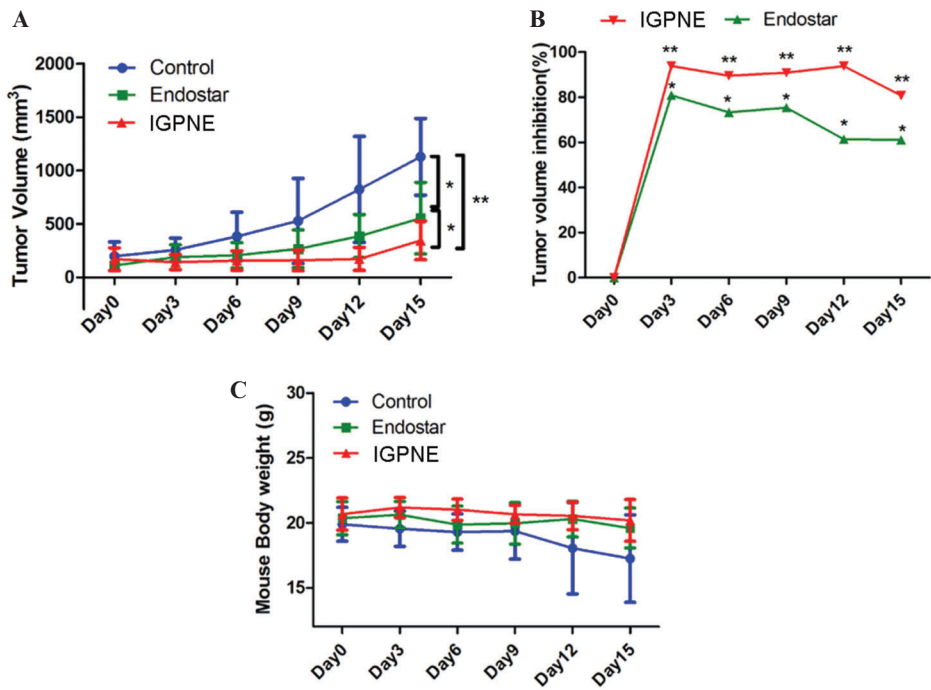 A
Tumor Volume (mm³)
2000
1500
1000
500
0
Control
Endostar
IGPNE
*
*
**
Day0 Day3 Day6 Day9 Day12 Day15
B
IGPNE Endostar
Tumor volume inhibition(%)
100
80
60
40
20
0
** ** ** ** **
* * * * *
Day0 Day3 Day6 Day9 Day12 Day15
C
Mouse Body weight (g)
30
25
20
15
Control
Endostar
IGPNE
Day0 Day3 Day6 Day9 Day12 Day15